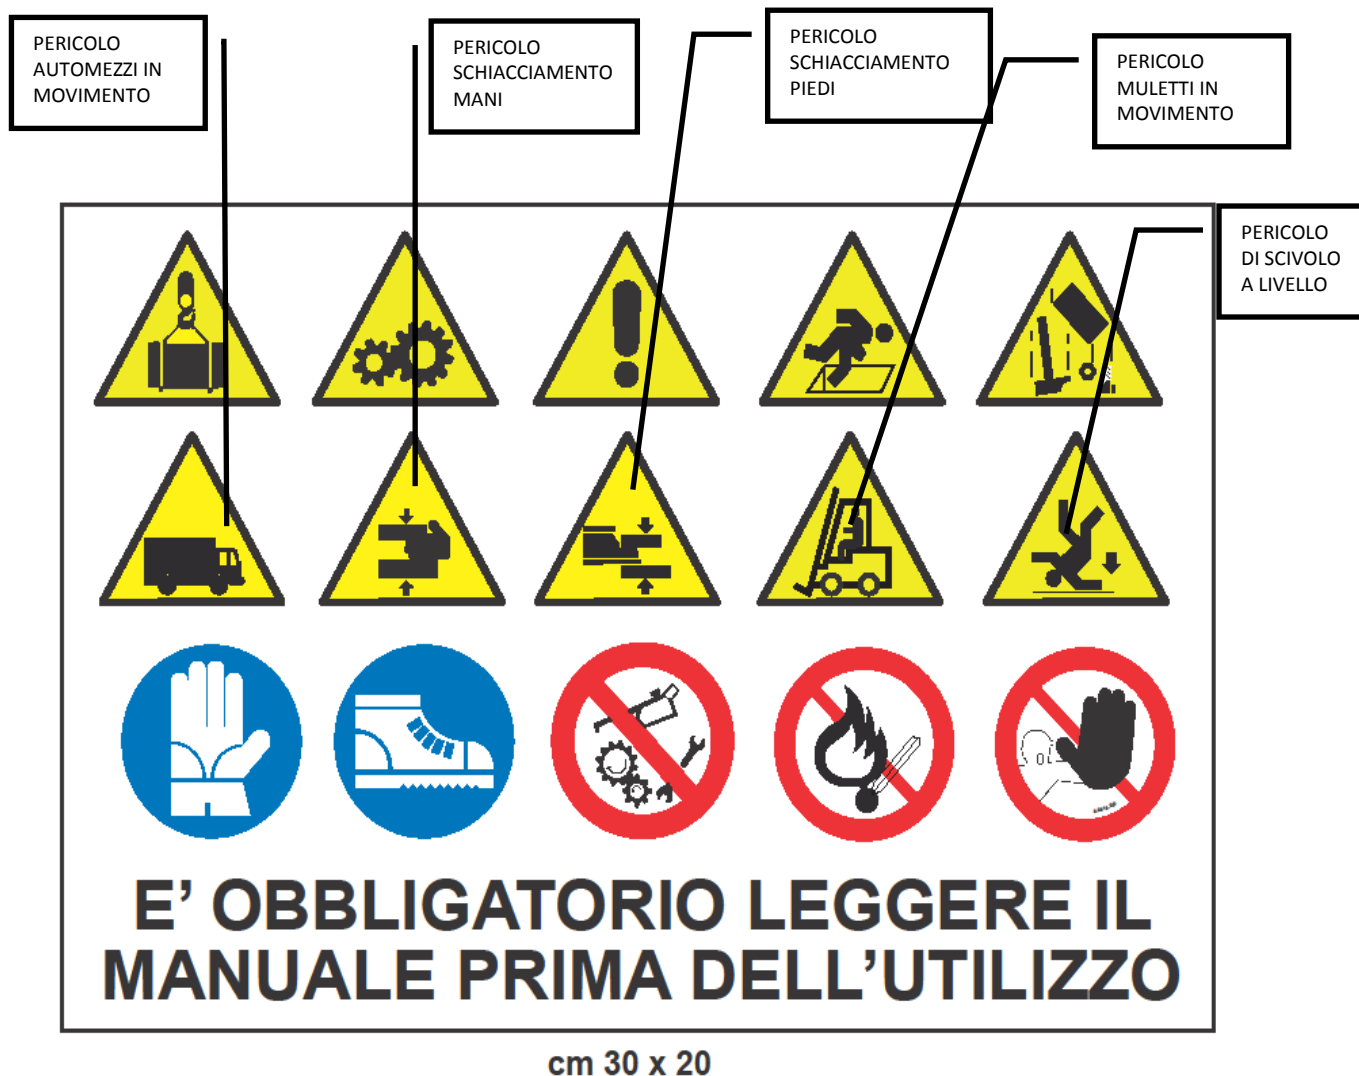 PERICOLO
AUTOMEZZI IN
MOVIMENTO
PERICOLO
SCHIACCIAMENTO
MANI
PERICOLO
SCHIACCIAMENTO
PIEDI
PERICOLO
MULETTI IN
MOVIMENTO
PERICOLO
DI SCIVOLO
A LIVELLO
E’ OBBLIGATORIO LEGGERE IL
MANUALE PRIMA DELL’UTILIZZO
cm 30 x 20